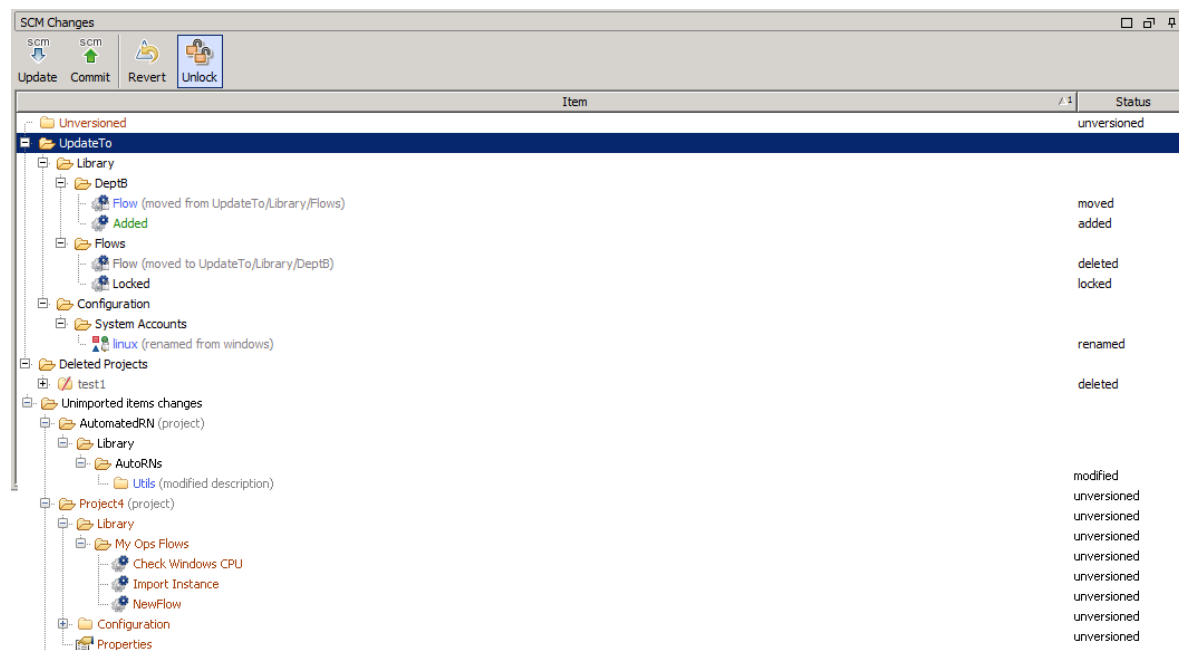 SCM Changes
scm scm
Update Commit Revert Unlock
Item 1 Status
Unversioned unversioned
UpdateTo
Library
DeptB
Flow (moved from UpdateTo/Library/Flows) moved
Added added
Flows
Flow (moved to UpdateTo/Library/DeptB) deleted
Locked locked
Configuration
System Accounts
linux (renamed from windows) renamed
Deleted Projects
test1 deleted
Unimported items changes
AutomatedRN (project)
Library
AutoRNs
Utils (modified description) modified
Project4 (project) unversioned
Library unversioned
My Ops Flows unversioned
Check Windows CPU unversioned
Import Instance unversioned
NewFlow unversioned
Configuration unversioned
Properties unversioned